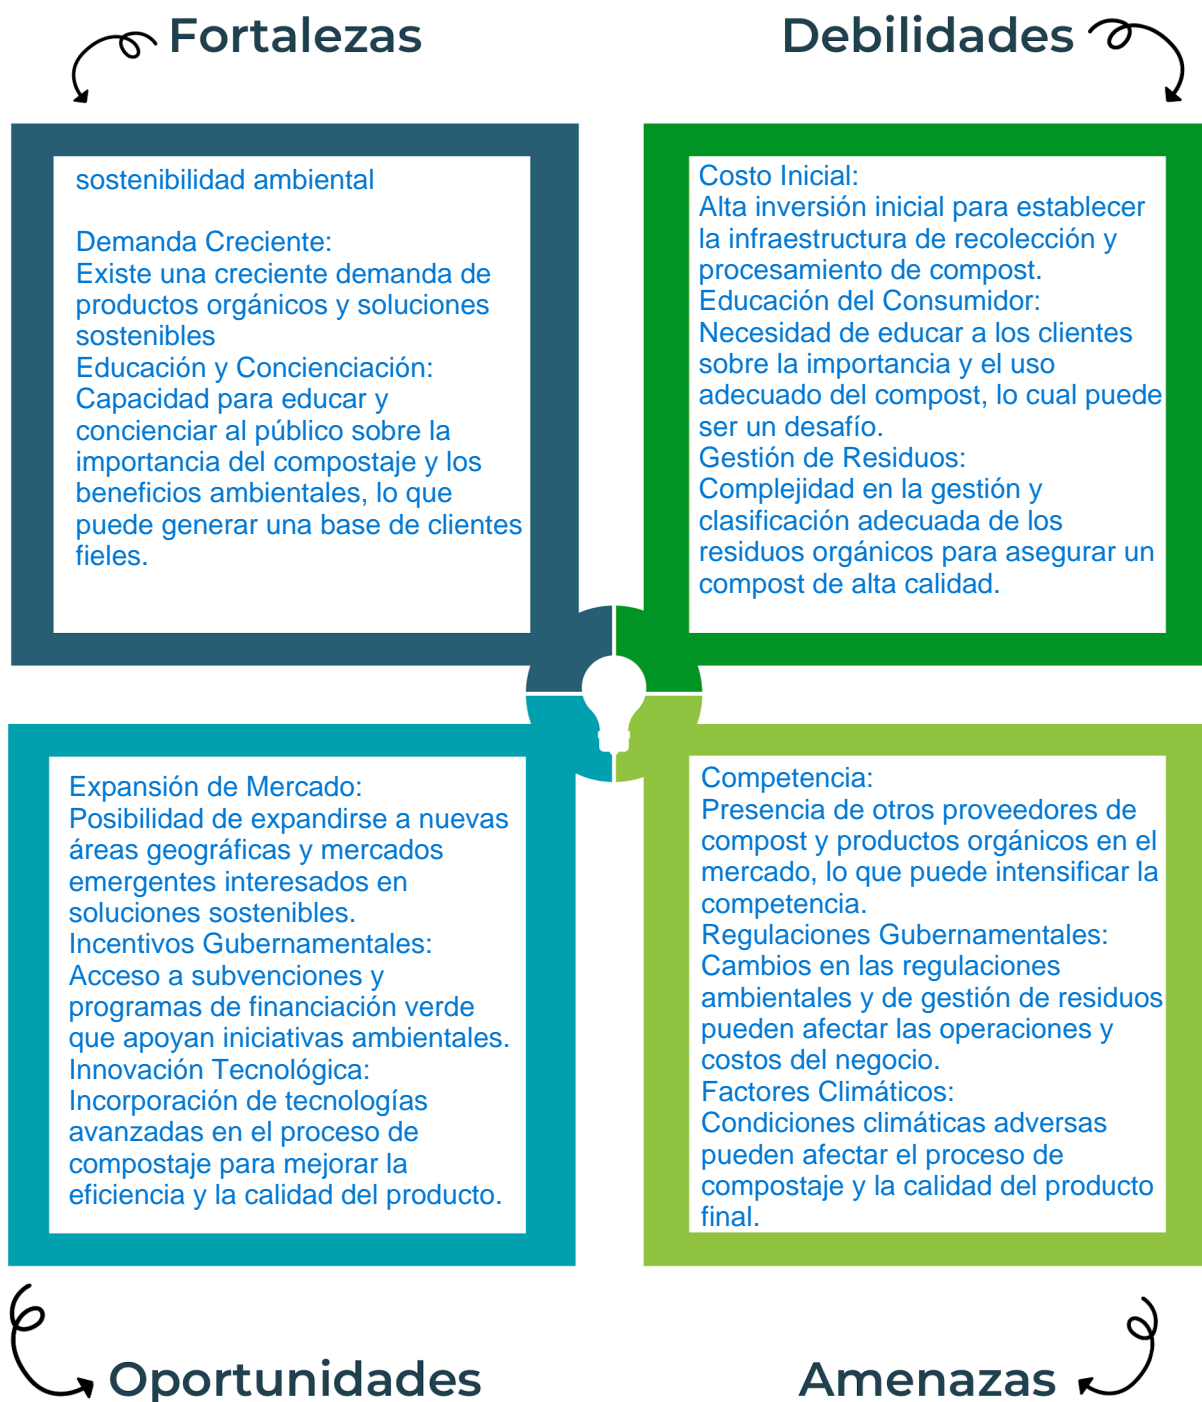 Fortalezas
sostenibilidad ambiental
Demanda Creciente:
Existe una creciente demanda de
productos orgánicos y soluciones
sostenibles
Educación y Concienciación:
Capacidad para educar y
concienciar al público sobre la
importancia del compostaje y los
beneficios ambientales, lo que
puede generar una base de clientes
fieles.
Debilidades
Costo Inicial:
Alta inversión inicial para establecer
la infraestructura de recolección y
procesamiento de compost.
Educación del Consumidor:
Necesidad de educar a los clientes
sobre la importancia y el uso
adecuado del compost, lo cual puede
ser un desafío.
Gestión de Residuos:
Complejidad en la gestión y
clasificación adecuada de los
residuos orgánicos para asegurar un
compost de alta calidad.
Expansión de Mercado:
Posibilidad de expandirse a nuevas
áreas geográficas y mercados
emergentes interesados en
soluciones sostenibles.
Incentivos Gubernamentales:
Acceso a subvenciones y
programas de financiación verde
que apoyan iniciativas ambientales.
Innovación Tecnológica:
Incorporación de tecnologías
avanzadas en el proceso de
compostaje para mejorar la
eficiencia y la calidad del producto.
Oportunidades
Competencia:
Presencia de otros proveedores de
compost y productos orgánicos en el
mercado, lo que puede intensificar la
competencia.
Regulaciones Gubernamentales:
Cambios en las regulaciones
ambientales y de gestión de residuos
pueden afectar las operaciones y
costos del negocio.
Factores Climáticos:
Condiciones climáticas adversas
pueden afectar el proceso de
compostaje y la calidad del producto
final.
Amenazas